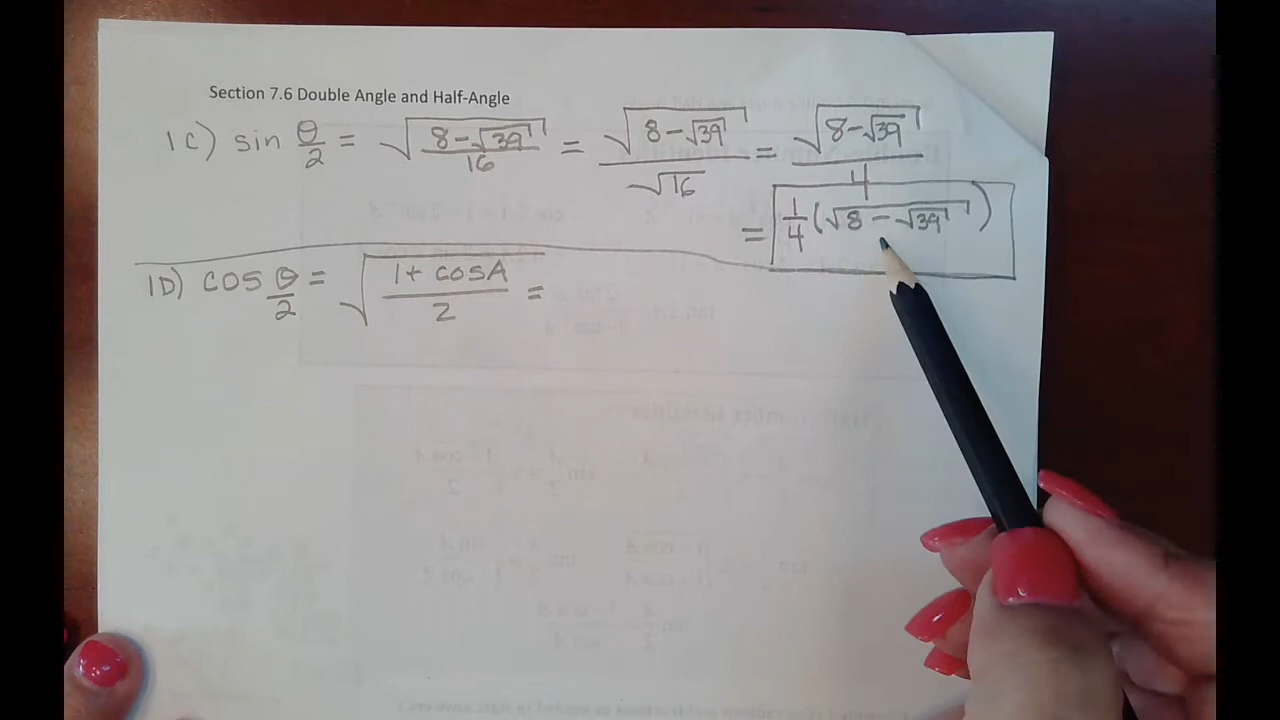 Section 7.6 Double Angle and Half-Angle
1C) sin θ/2 = √((8-√39)/16) = √(8-√39)/√16 = √(8-√39)/4
= 1/4(√(8-√39))
1D) cos θ/2 = √((1+cosA)/2) =